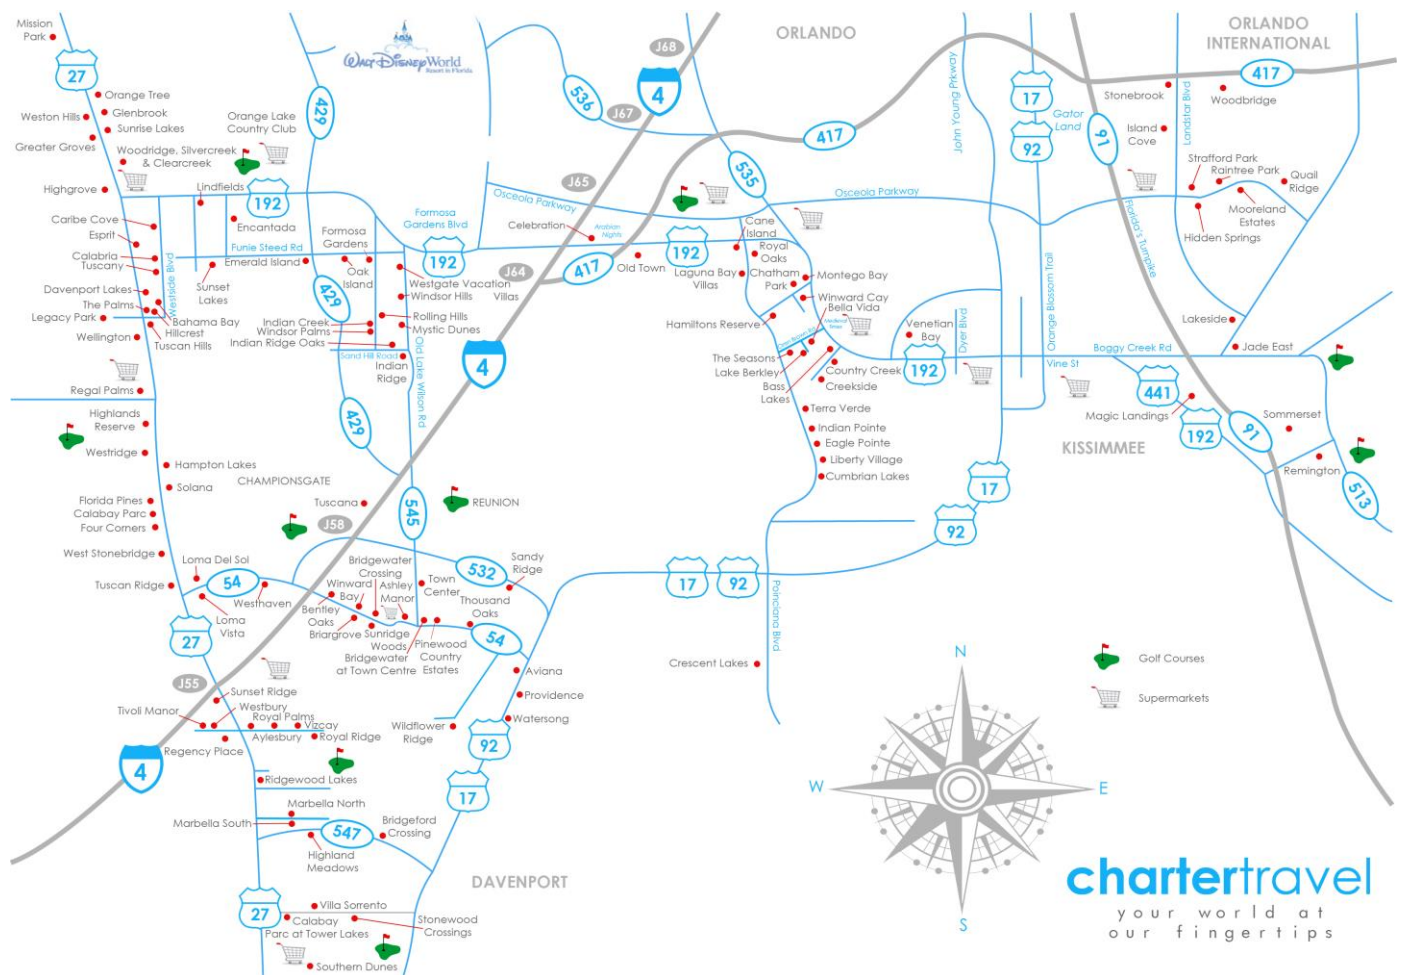 Mission
Park
27
Orange Tree
Glenbrook
Weston Hills
Sunrise Lakes
Greater Groves
Woodridge, Silvercreek
& Clearcreek
Highgrove
Orange Lake
Country Club
Walt Disney World
Resort in Florida
429
Lindfields
192
Encantada
Caribe Cove
Esprit
Calabria
Tuscany
Davenport Lakes
The Palms
Legacy Park
Wellington
Westside Blvd
Bahama Bay
Hillcrest
Tuscan Hills
Sunset
Lakes
Funie Steed Rd
Emerald Island
Formosa
Gardens
Oak
Island
Formosa
Gardens Blvd
192
429
Westgate Vacation
Villas
Windsor Hills
Rolling Hills
Mystic Dunes
Indian Creek
Windsor Palms
Indian Ridge Oaks
Sand Hill Road
Indian
Ridge
Old Lake Wilson Rd
429
Regal Palms
Highlands
Reserve
Westridge
Hampton Lakes
Solana
Florida Pines
Calabay Parc
Four Corners
West Stonebridge
Tuscan Ridge
CHAMPIONSGATE
Tuscana
J58
REUNION
545
ORLANDO
J68
4
J67
536
417
J65
535
Osceola Parkway
Celebration
Arabian
Nights
J64
417
Old Town
192
4
Cane
Island
Royal
Oaks
Laguna Bay
Villas
Chatham
Park
Montego Bay
Winward Cay
Bella Vida
Hamiltons Reserve
Medieval
Times
The Seasons
Lake Berkley
Bass
Lakes
Country Creek
Creekside
Terra Verde
Indian Pointe
Eagle Pointe
Liberty Village
Cumbrian Lakes
Osceola Parkway
John Young Prkway
17
92
Gator
Land
Orange Blossom Trail
Dyer Blvd
Venetian
Bay
192
Vine St
Boggy Creek Rd
ORLANDO
INTERNATIONAL
417
Stonebrook
Woodbridge
Landstar Blvd
Island
Cove
91
Strafford Park
Raintree Park
Quail
Ridge
Mooreland
Estates
Hidden Springs
Florida's Turnpike
Lakeside
Jade East
441
Magic Landings
192
91
Sommerset
Remington
513
KISSIMMEE
17
92
17
92
Poinciana Blvd
Crescent Lakes
Loma Del Sol
54
Westhaven
Loma
Vista
27
Bridgewater
Crossing
Winward
Bay
Ashley
Manor
Bentley
Oaks
Briargrove
Sunridge
Woods
Bridgewater
at Town Centre
Town
Center
532
Sandy
Ridge
Thousand
Oaks
54
Pinewood
Country
Estates
Aviana
Providence
Watersong
Wildflower
Ridge
92
17
J55
Sunset Ridge
Tivoli Manor
Westbury
Royal Palms
Vizcay
Aylesbury
Royal Ridge
Regency Place
4
Ridgewood Lakes
Marbella North
Marbella South
547
Bridgeford
Crossing
Highland
Meadows
DAVENPORT
27
Villa Sorrento
Calabay
Parc at Tower Lakes
Stonewood
Crossings
Southern Dunes
Golf Courses
Supermarkets
N
W
E
S
chartertravel
your world at
our fingertips